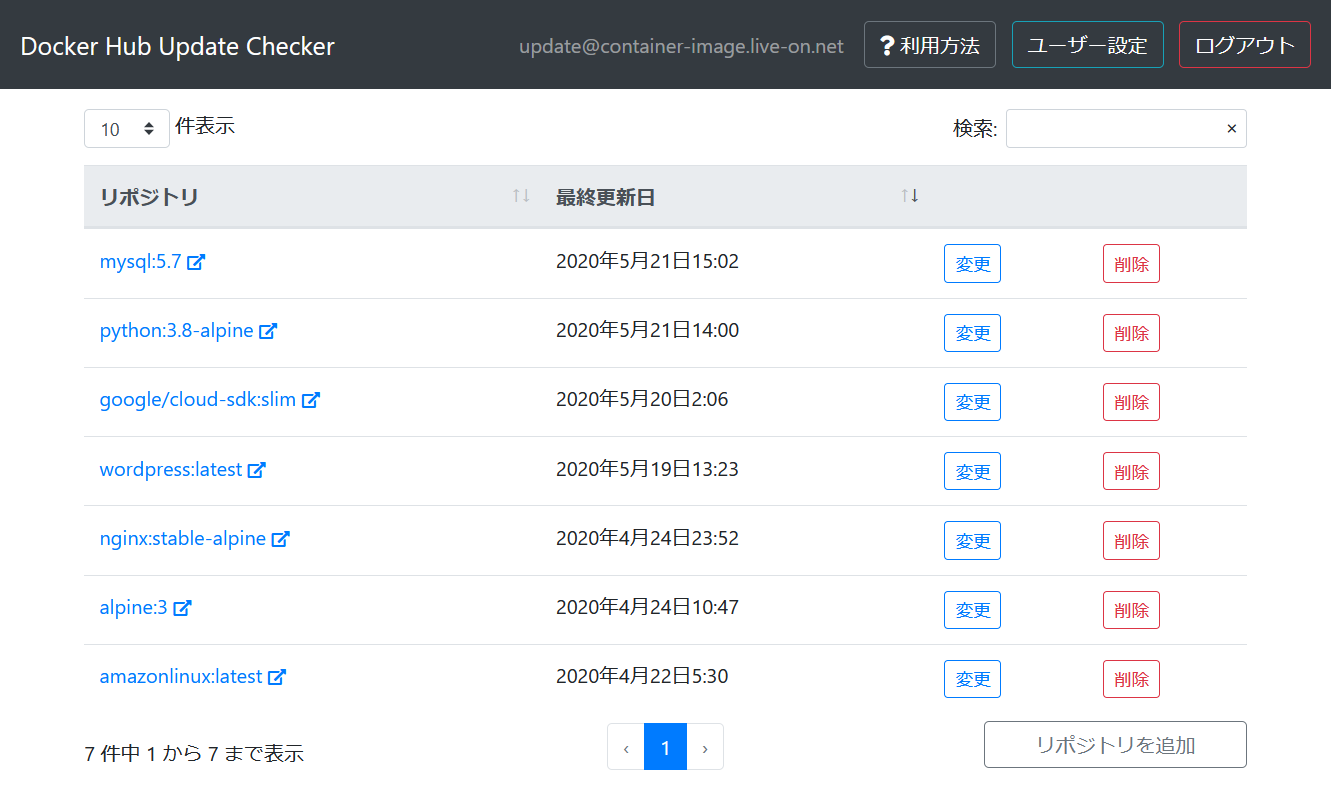 Docker Hub Update Checker update@container-image.live-on.net ?利用方法 ユーザー設定 ログアウト
10 件表示 検索: ×
リポジトリ ↑↓ 最終更新日 ↑↓
mysql:5.7 2020年5月21日15:02 変更 削除
python:3.8-alpine 2020年5月21日14:00 変更 削除
google/cloud-sdk:slim 2020年5月20日2:06 変更 削除
wordpress:latest 2020年5月19日13:23 変更 削除
nginx:stable-alpine 2020年4月24日23:52 変更 削除
alpine:3 2020年4月24日10:47 変更 削除
amazonlinux:latest 2020年4月22日5:30 変更 削除
7 件中 1 から 7 まで表示 ‹ 1 › リポジトリを追加